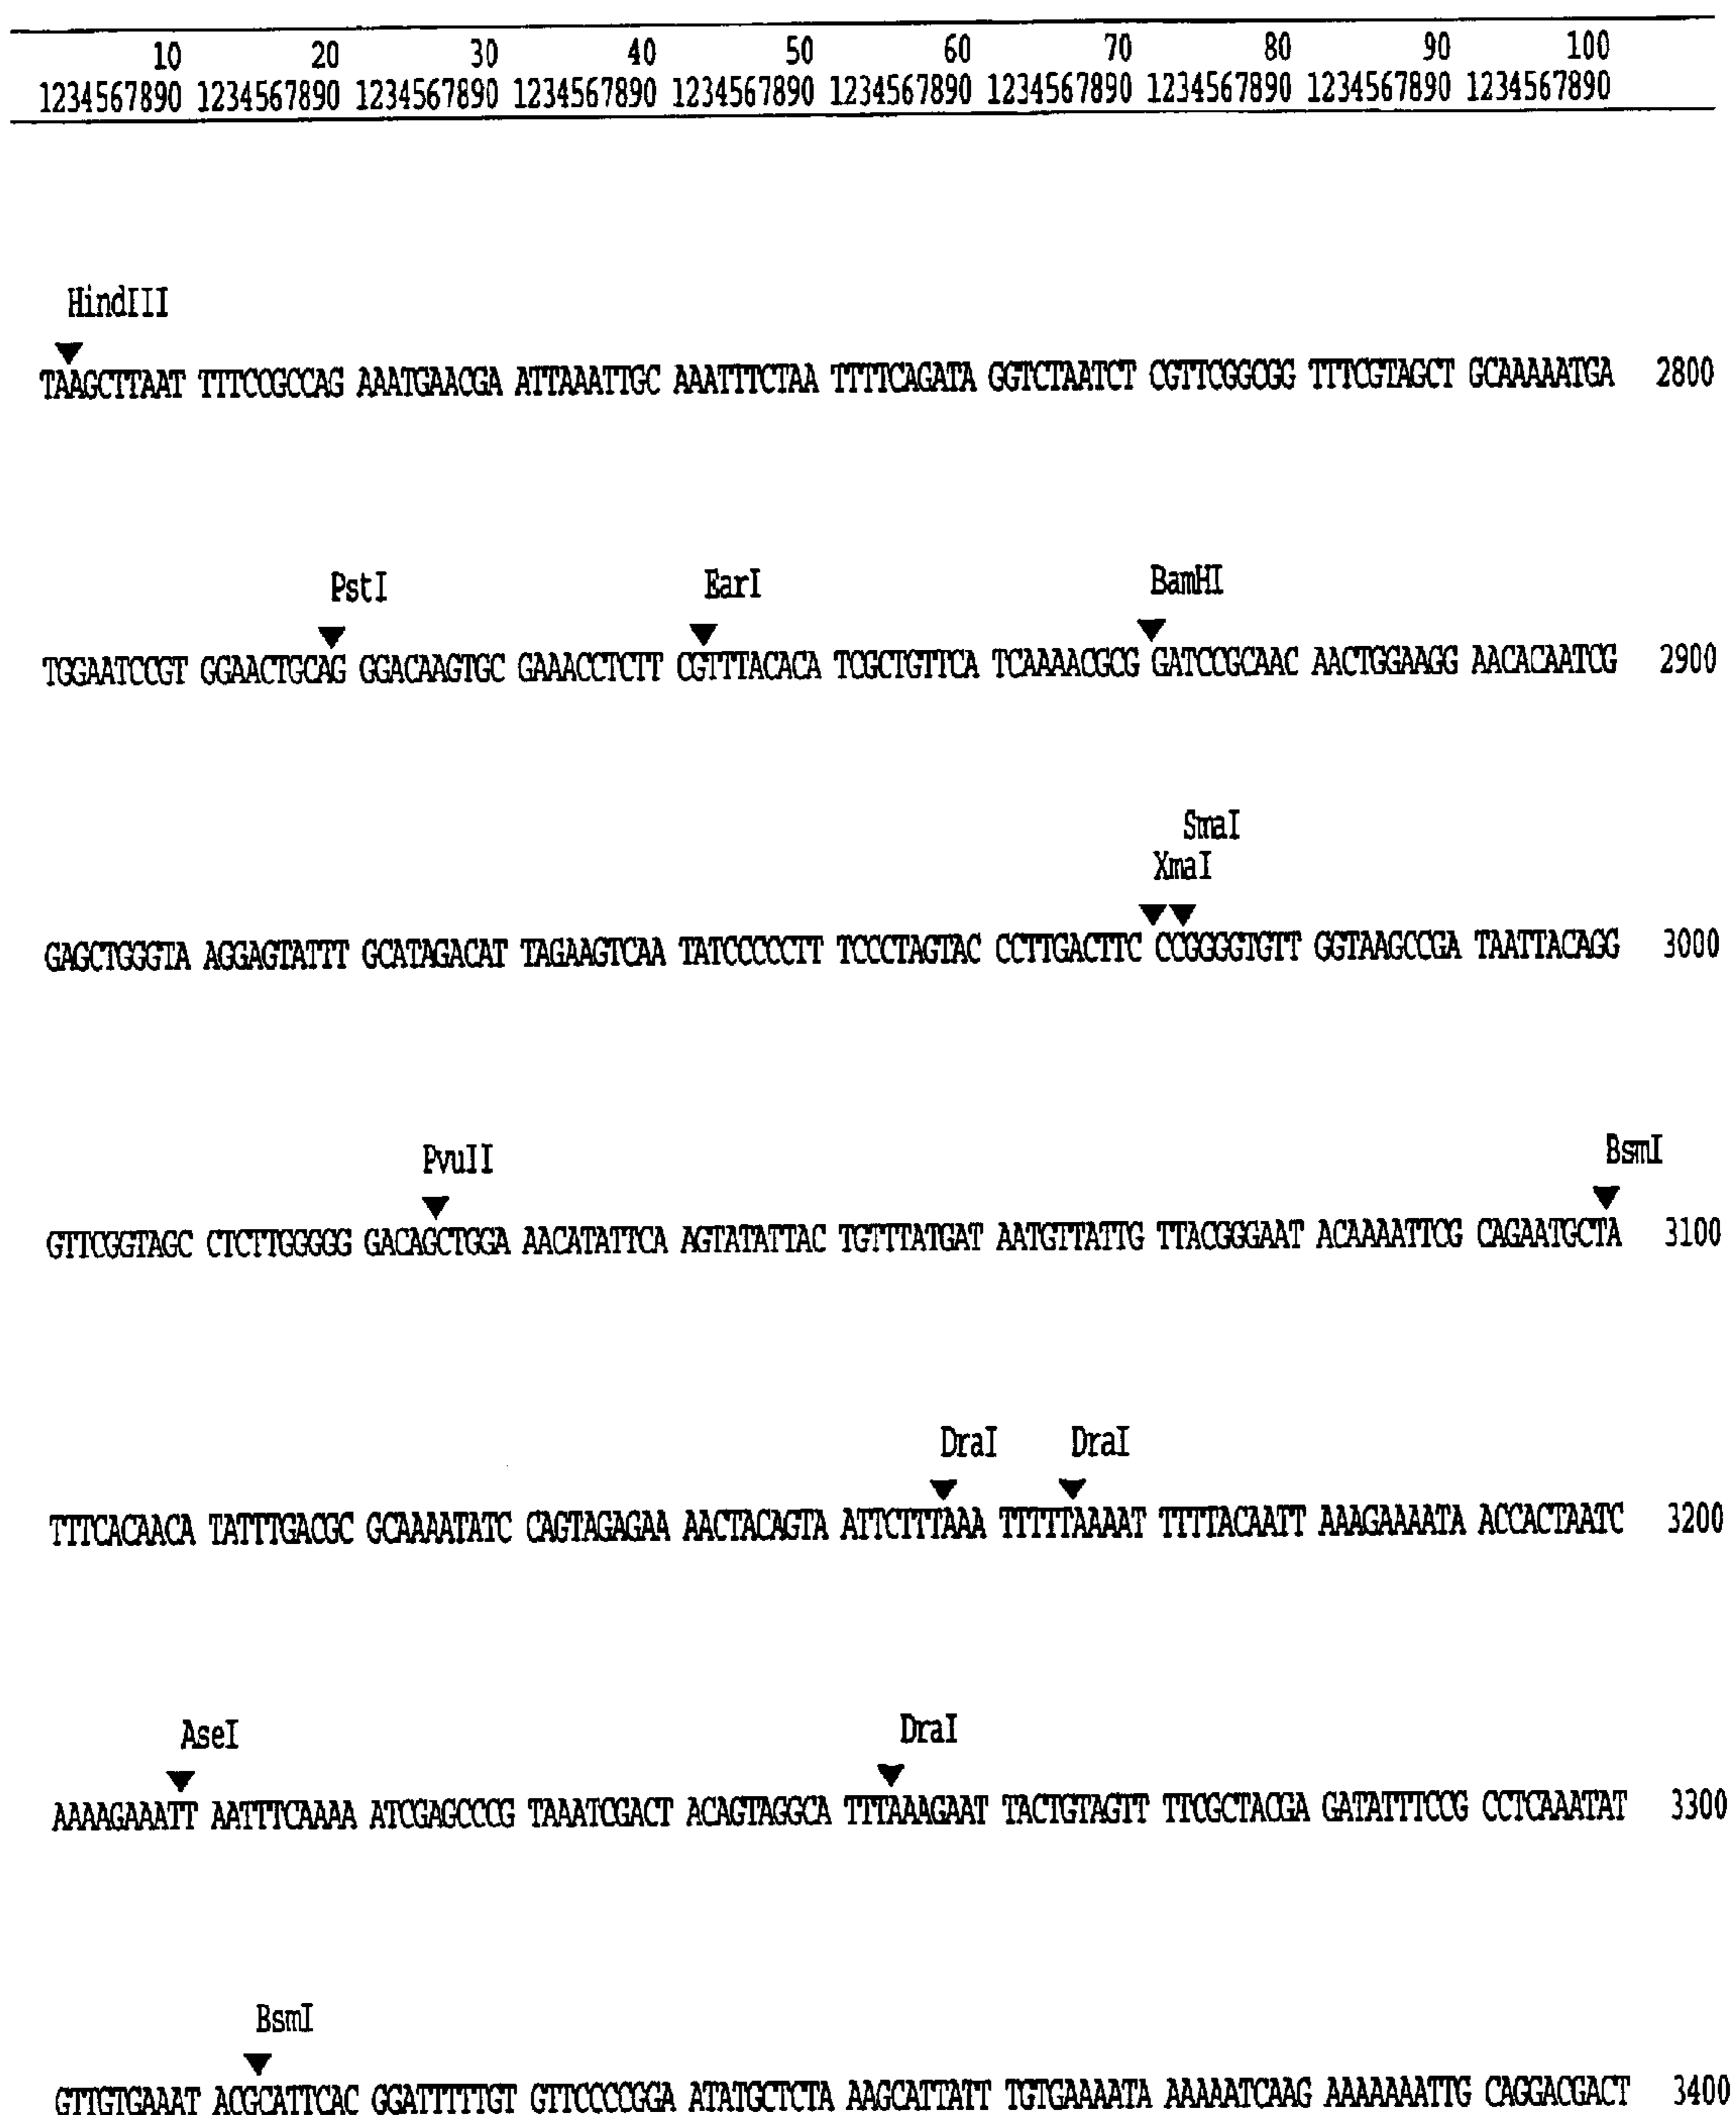 10 20 30 40 50 60 70 80 90 100
1234567890 1234567890 1234567890 1234567890 1234567890 1234567890 1234567890 1234567890 1234567890 1234567890
HindIII
TAAGCTTAAT TTTCCGCCAG AAATGAACGA ATTAAATTGC AAATTTCTAA TTTTCAGATA GGTCTAATCT CGTTCGGCGG TTTCGTAGCT GCAAAAATGA 2800
PstI EarI BamHI
TGGAATCCGT GGAACTGCAG GGACAAGTGC GAAACCTCTT CGTTTACACA TCGCTGTTCA TCAAAACGCG GATCCGCAAC AACTGGAAGG AACACAATCG 2900
SmaI
XmaI
GAGCTGGGTA AGGAGTATTT GCATAGACAT TAGAAGTCAA TATCCCCCTT TCCCTAGTAC CCTTGACTTC CCGGGGTGTT GGTAAGCCGA TAATTACAGG 3000
PvuII BsmI
GTTCGGTAGC CTCTTGGGGG GACAGCTGGA AACATATTCA AGTATATTAC TGTTTATGAT AATGTTATTG TTACGGGAAT ACAAAATTCG CAGAATGCTA 3100
DraI DraI
TTTCACAACA TATTTGACGC GCAAAATATC CAGTAGAGAA AACTACAGTA ATTCTTTAAA TTTTTAAAAT TTTTACAATT AAAGAAAATA ACCACTAATC 3200
AseI DraI
AAAAGAAATT AATTTCAAAA ATCGAGCCCG TAAATCGACT ACAGTAGGCA TTTAAAGAAT TACTGTAGTT TTCGCTACGA GATATTTCCG CCTCAAATAT 3300
BsmI
GTTGTGAAAT ACGCATTCAC GGATTTTTGT GTTCCCCGGA ATATGCTCTA AAGCATTATT TGTGAAAATA AAAAATCAAG AAAAAAATTG CAGGACGACT 3400